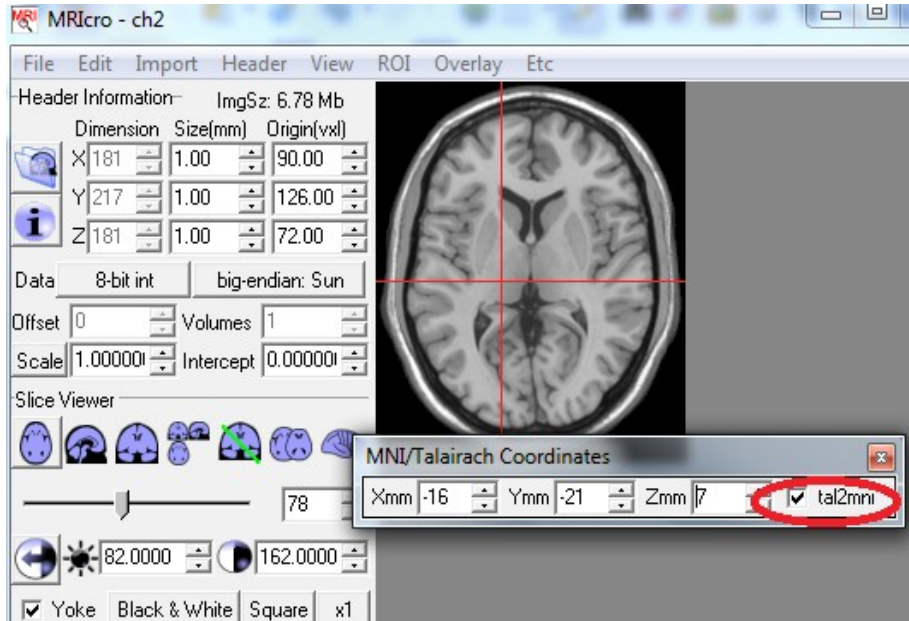 MRIcro - ch2
File Edit Import Header View ROI Overlay Etc
Header Information ImgSz: 6.78 Mb
Dimension Size(mm) Origin(vxl)
X 181 1.00 90.00
Y 217 1.00 126.00
Z 181 1.00 72.00
Data 8-bit int big-endian: Sun
Offset 0 Volumes 1
Scale 1.00000 Intercept 0.00000
Slice Viewer
78
MNI/Talairach Coordinates
Xmm -16 Ymm -21 Zmm 7 tal2mni
82.0000 162.0000
Yoke Black & White Square x1